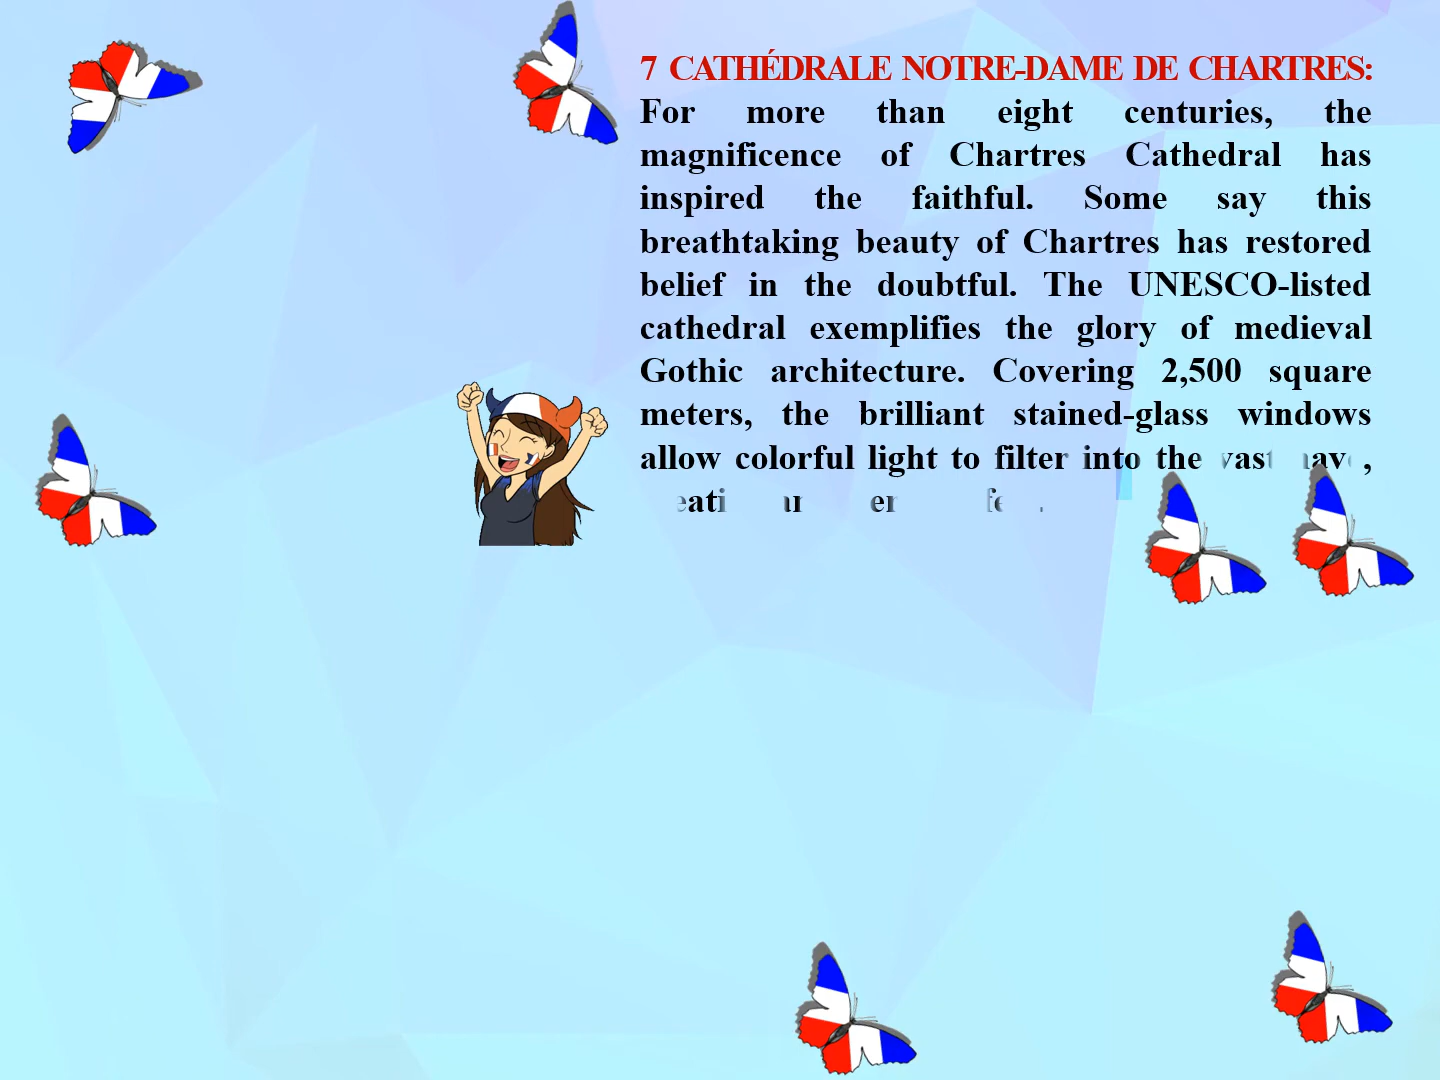 7 CATHÉDRALE NOTRE-DAME DE CHARTRES:
For more than eight centuries, the
magnificence of Chartres Cathedral has
inspired the faithful. Some say this
breathtaking beauty of Chartres has restored
belief in the doubtful. The UNESCO-listed
cathedral exemplifies the glory of medieval
Gothic architecture. Covering 2,500 square
meters, the brilliant stained-glass windows
allow colorful light to filter into the vast nave,